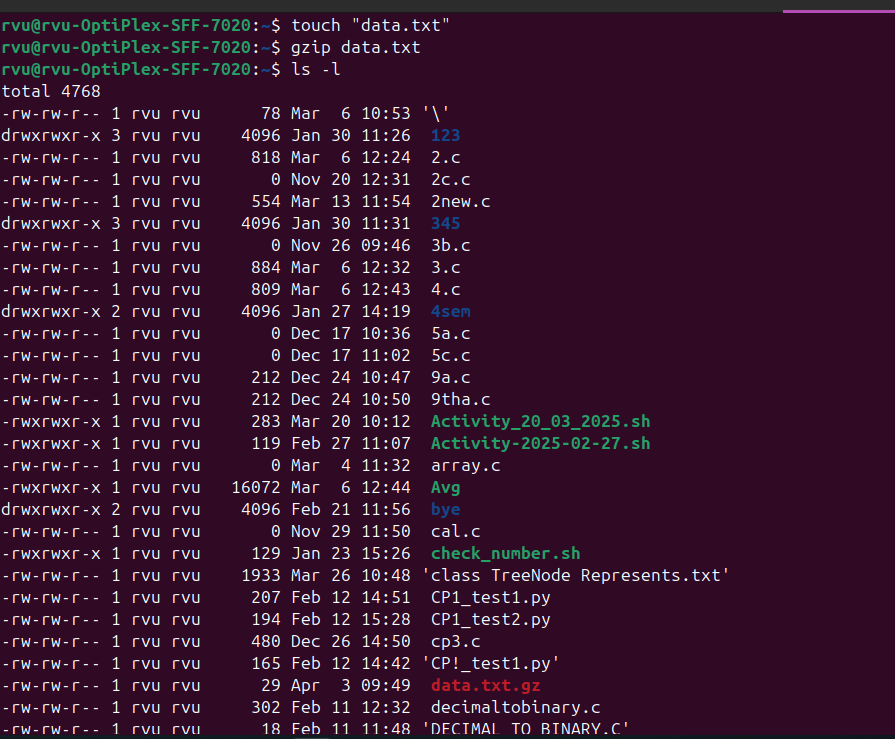 rvu@rvu-OptiPlex-SFF-7020:~$ touch "data.txt"
rvu@rvu-OptiPlex-SFF-7020:~$ gzip data.txt
rvu@rvu-OptiPlex-SFF-7020:~$ ls -l
total 4768
-rw-rw-r-- 1 rvu rvu      78 Mar  6 10:53 '\'
drwxrwxr-x 3 rvu rvu    4096 Jan 30 11:26  123
-rw-rw-r-- 1 rvu rvu     818 Mar  6 12:24  2.c
-rw-rw-r-- 1 rvu rvu       0 Nov 20 12:31  2c.c
-rw-rw-r-- 1 rvu rvu     554 Mar 13 11:54  2new.c
drwxrwxr-x 3 rvu rvu    4096 Jan 30 11:31  345
-rw-rw-r-- 1 rvu rvu       0 Nov 26 09:46  3b.c
-rw-rw-r-- 1 rvu rvu     884 Mar  6 12:32  3.c
-rw-rw-r-- 1 rvu rvu     809 Mar  6 12:43  4.c
drwxrwxr-x 2 rvu rvu    4096 Jan 27 14:19  4sem
-rw-rw-r-- 1 rvu rvu       0 Dec 17 10:36  5a.c
-rw-rw-r-- 1 rvu rvu       0 Dec 17 11:02  5c.c
-rw-rw-r-- 1 rvu rvu     212 Dec 24 10:47  9a.c
-rw-rw-r-- 1 rvu rvu     212 Dec 24 10:50  9tha.c
-rwxrwxr-x 1 rvu rvu     283 Mar 20 10:12  Activity_20_03_2025.sh
-rwxrwxr-x 1 rvu rvu     119 Feb 27 11:07  Activity-2025-02-27.sh
-rw-rw-r-- 1 rvu rvu       0 Mar  4 11:32  array.c
-rwxrwxr-x 1 rvu rvu   16072 Mar  6 12:44  Avg
drwxrwxr-x 2 rvu rvu    4096 Feb 21 11:56  bye
-rw-rw-r-- 1 rvu rvu       0 Nov 29 11:50  cal.c
-rwxrwxr-x 1 rvu rvu     129 Jan 23 15:26  check_number.sh
-rw-rw-r-- 1 rvu rvu    1933 Mar 26 10:48 'class TreeNode Represents.txt'
-rw-rw-r-- 1 rvu rvu     207 Feb 12 14:51  CP1_test1.py
-rw-rw-r-- 1 rvu rvu     194 Feb 12 15:28  CP1_test2.py
-rw-rw-r-- 1 rvu rvu     480 Dec 26 14:50  cp3.c
-rw-rw-r-- 1 rvu rvu     165 Feb 12 14:42 'CP!_test1.py'
-rw-rw-r-- 1 rvu rvu      29 Apr  3 09:49  data.txt.gz
-rw-rw-r-- 1 rvu rvu     302 Feb 11 12:32  decimaltobinary.c
-rw-rw-r-- 1 rvu rvu      18 Feb 11 11:48 'DECIMAL TO BINARY.C'